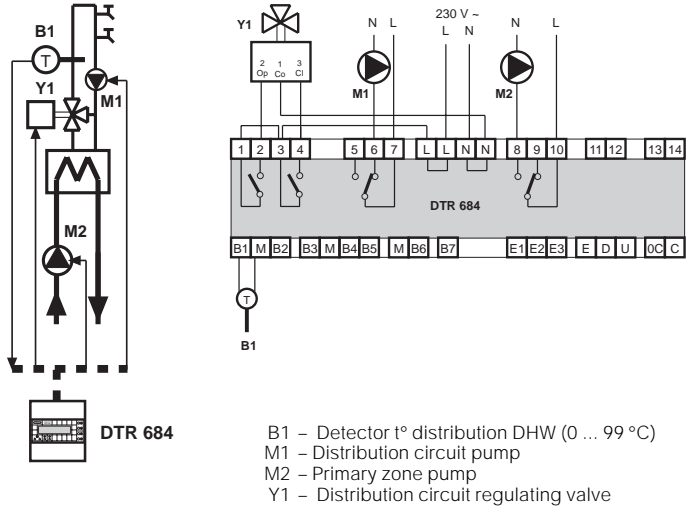 B1
T
Y1
M1
M2
DTR 684
Y1
2 1 3
Op Co Cl
N L
M1
230 V ~
L N
N L
M2
1 2 3 4 5 6 7 L L N N 8 9 10 11 12 13 14
DTR 684
B1 M B2 B3 M B4 B5 M B6 B7 E1 E2 E3 E D U 0C C
T
B1
B1 – Detector t° distribution DHW (0 ... 99 °C)
M1 – Distribution circuit pump
M2 – Primary zone pump
Y1 – Distribution circuit regulating valve